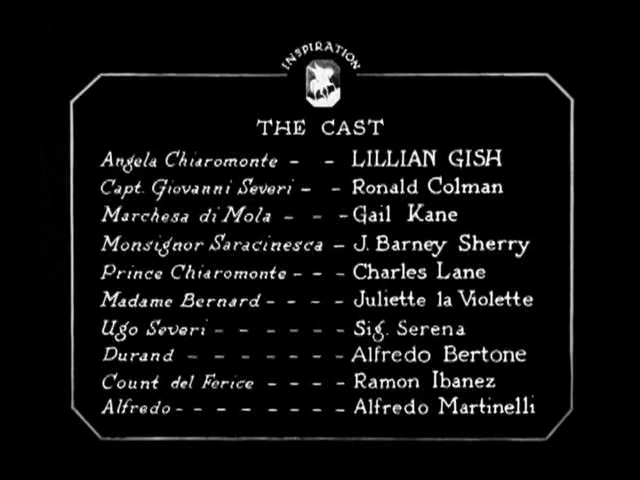 INSPIRATION
THE CAST
Angela Chiaromonte - - LILLIAN GISH
Capt. Giovanni Severi - - Ronald Colman
Marchesa di Mola - - - Gail Kane
Monsignor Saracinesca - J. Barney Sherry
Prince Chiaromonte - - - Charles Lane
Madame Bernard - - - - Juliette la Violette
Ugo Severi - - - - - - Sig. Serena
Durand - - - - - - - Alfredo Bertone
Count del Ferice - - - - Ramon Ibanez
Alfredo - - - - - - - - Alfredo Martinelli